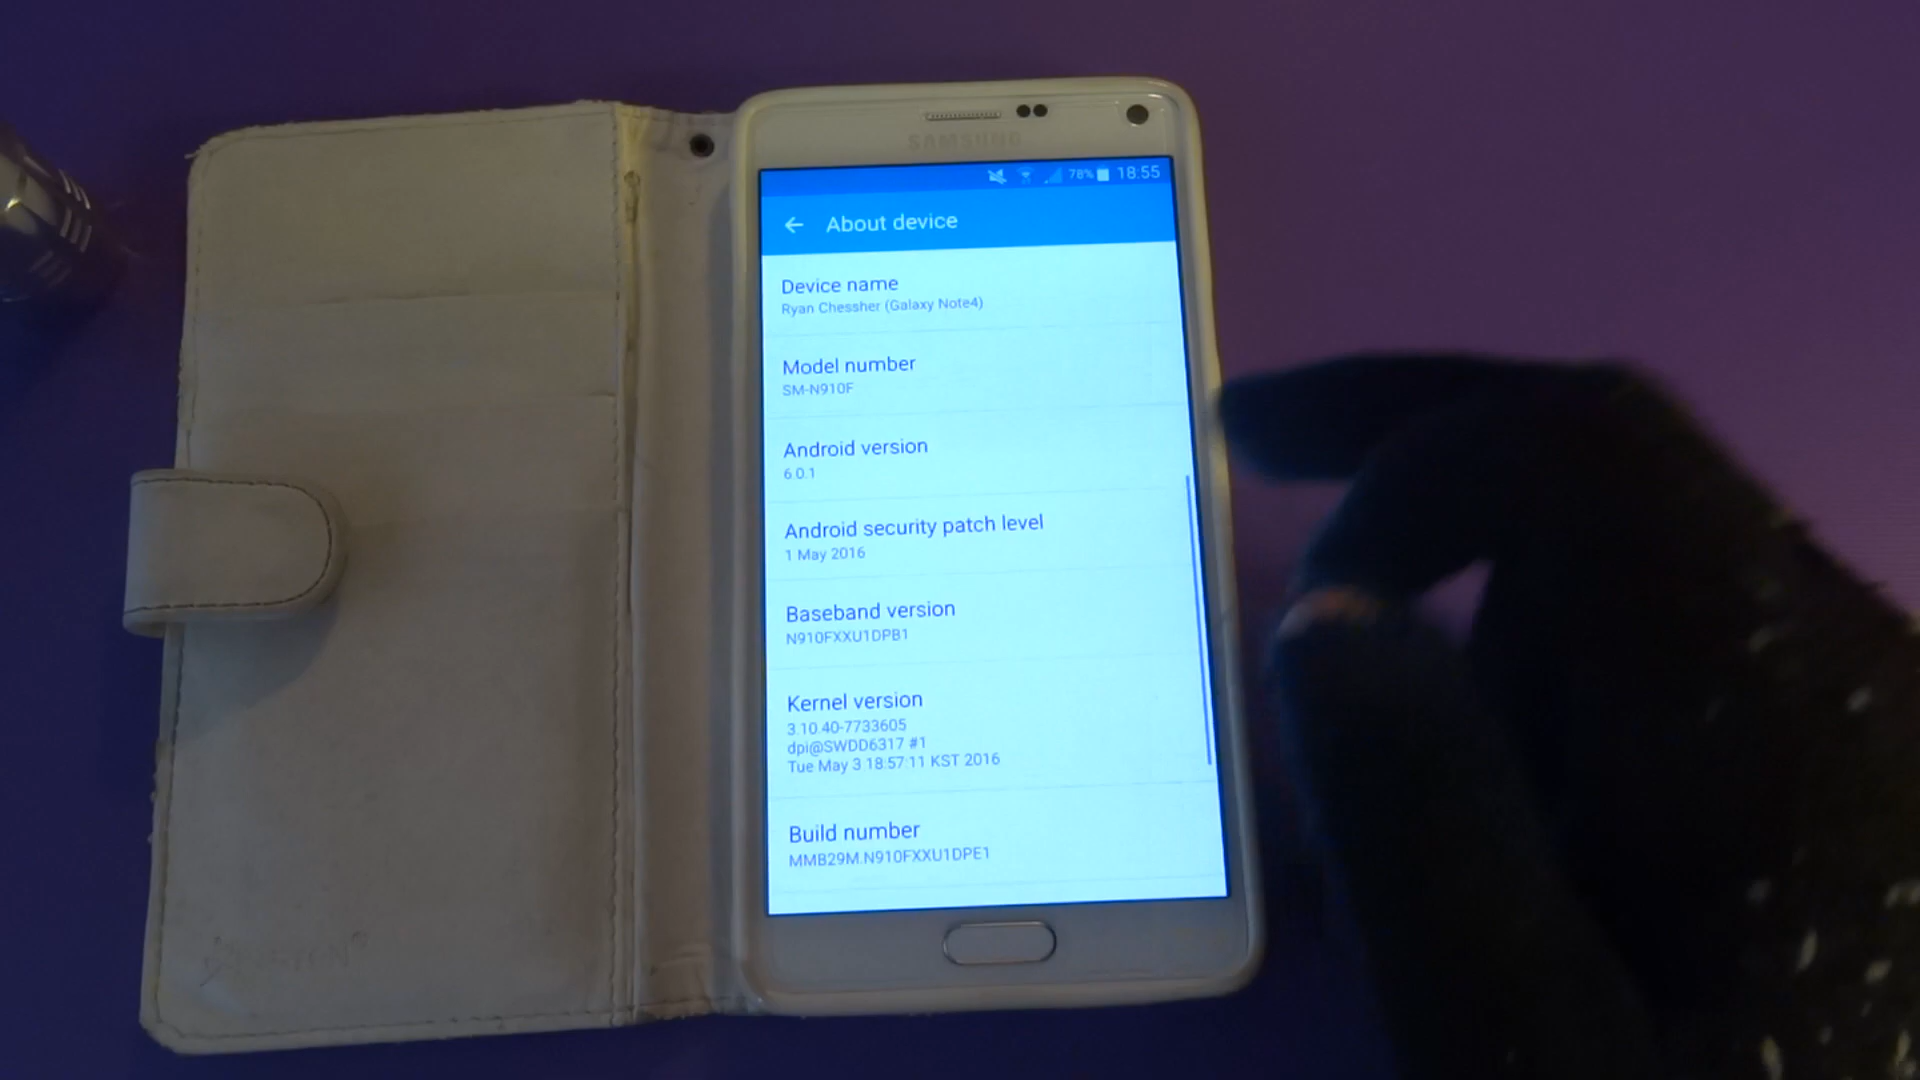 SAMSUNG
78% 18:55
About device
Device name
Ryan Chessher (Galaxy Note4)
Model number
SM-N910F
Android version
6.0.1
Android security patch level
1 May 2016
Baseband version
N910FXXU1DPB1
Kernel version
3.10.40-7733605
dpi@SWDD6317 #1
Tue May 3 18:57:11 KST 2016
Build number
MMB29M.N910FXXU1DPE1